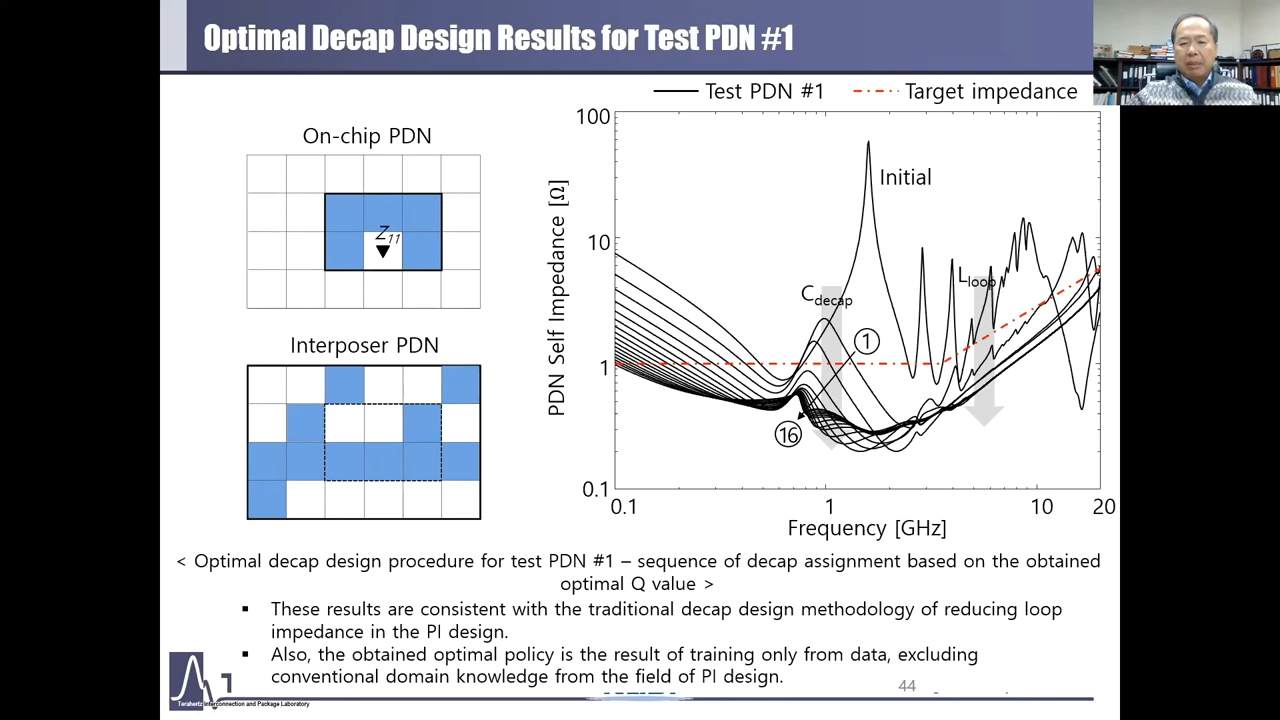 Optimal Decap Design Results for Test PDN #1
Test PDN #1
Target impedance
On-chip PDN
Z11
Interposer PDN
PDN Self Impedance [Ω]
100
10
1
0.1
Initial
Cdecap
Lloop
1
16
0.1
1
10
20
Frequency [GHz]
< Optimal decap design procedure for test PDN #1 – sequence of decap assignment based on the obtained
optimal Q value >
▪ These results are consistent with the traditional decap design methodology of reducing loop
impedance in the PI design.
▪ Also, the obtained optimal policy is the result of training only from data, excluding
conventional domain knowledge from the field of PI design.
44
Terahertz Interconnection and Package Laboratory